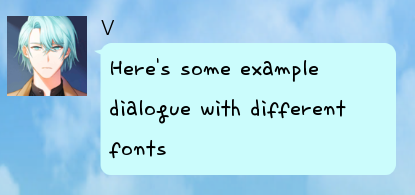 V
Here's some example
dialogue with different
fonts